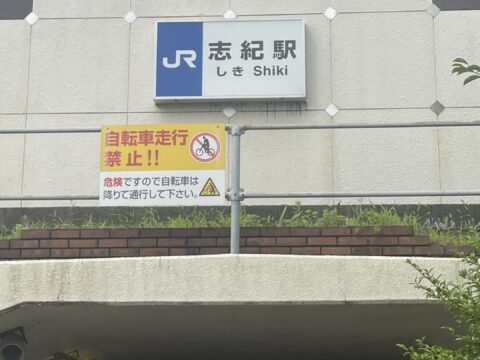 JR 志紀駅
しき Shiki
自転車走行
禁止!!
危険ですので自転車は
降りて通行して下さい。